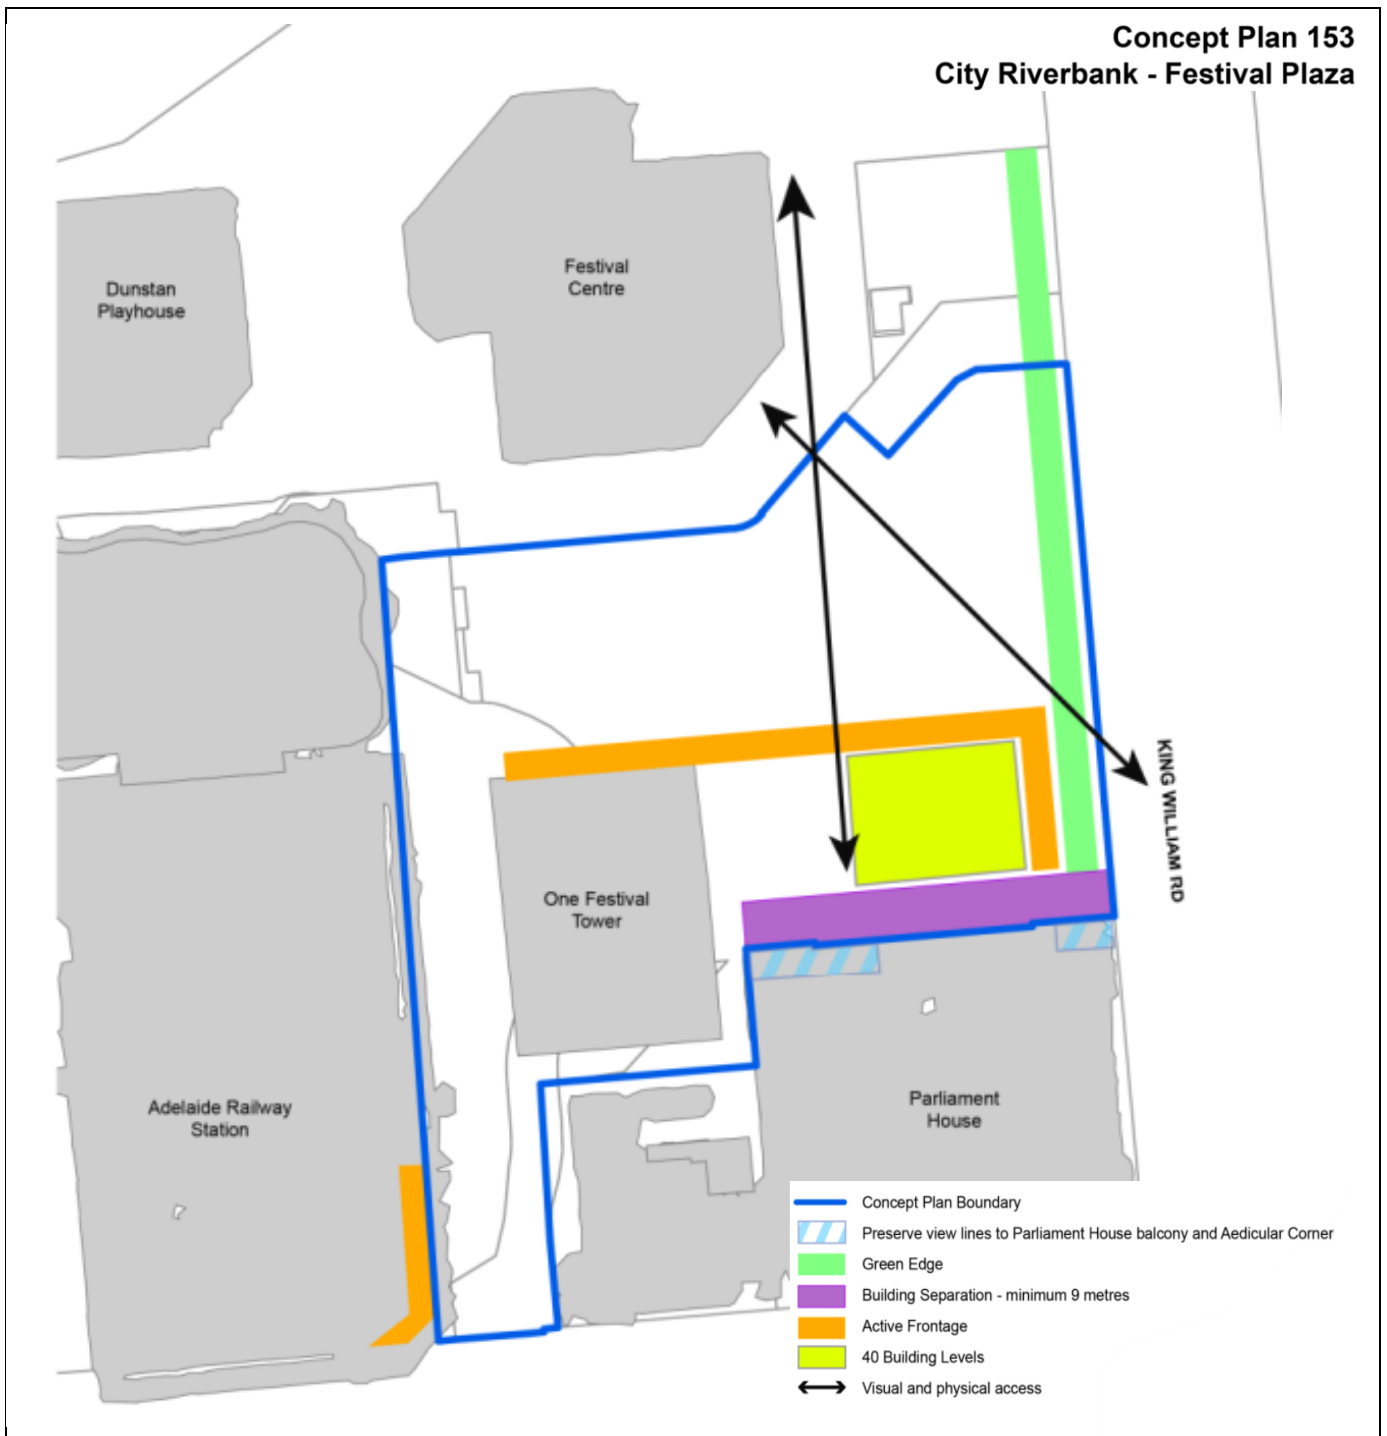 Concept Plan 153
City Riverbank - Festival Plaza
Festival
Centre
Dunstan
Playhouse
KING WILLIAM RD
One Festival
Tower
Adelaide Railway
Station
Parliament
House
Concept Plan Boundary
Preserve view lines to Parliament House balcony and Aedicular Corner
Green Edge
Building Separation - minimum 9 metres
Active Frontage
40 Building Levels
Visual and physical access